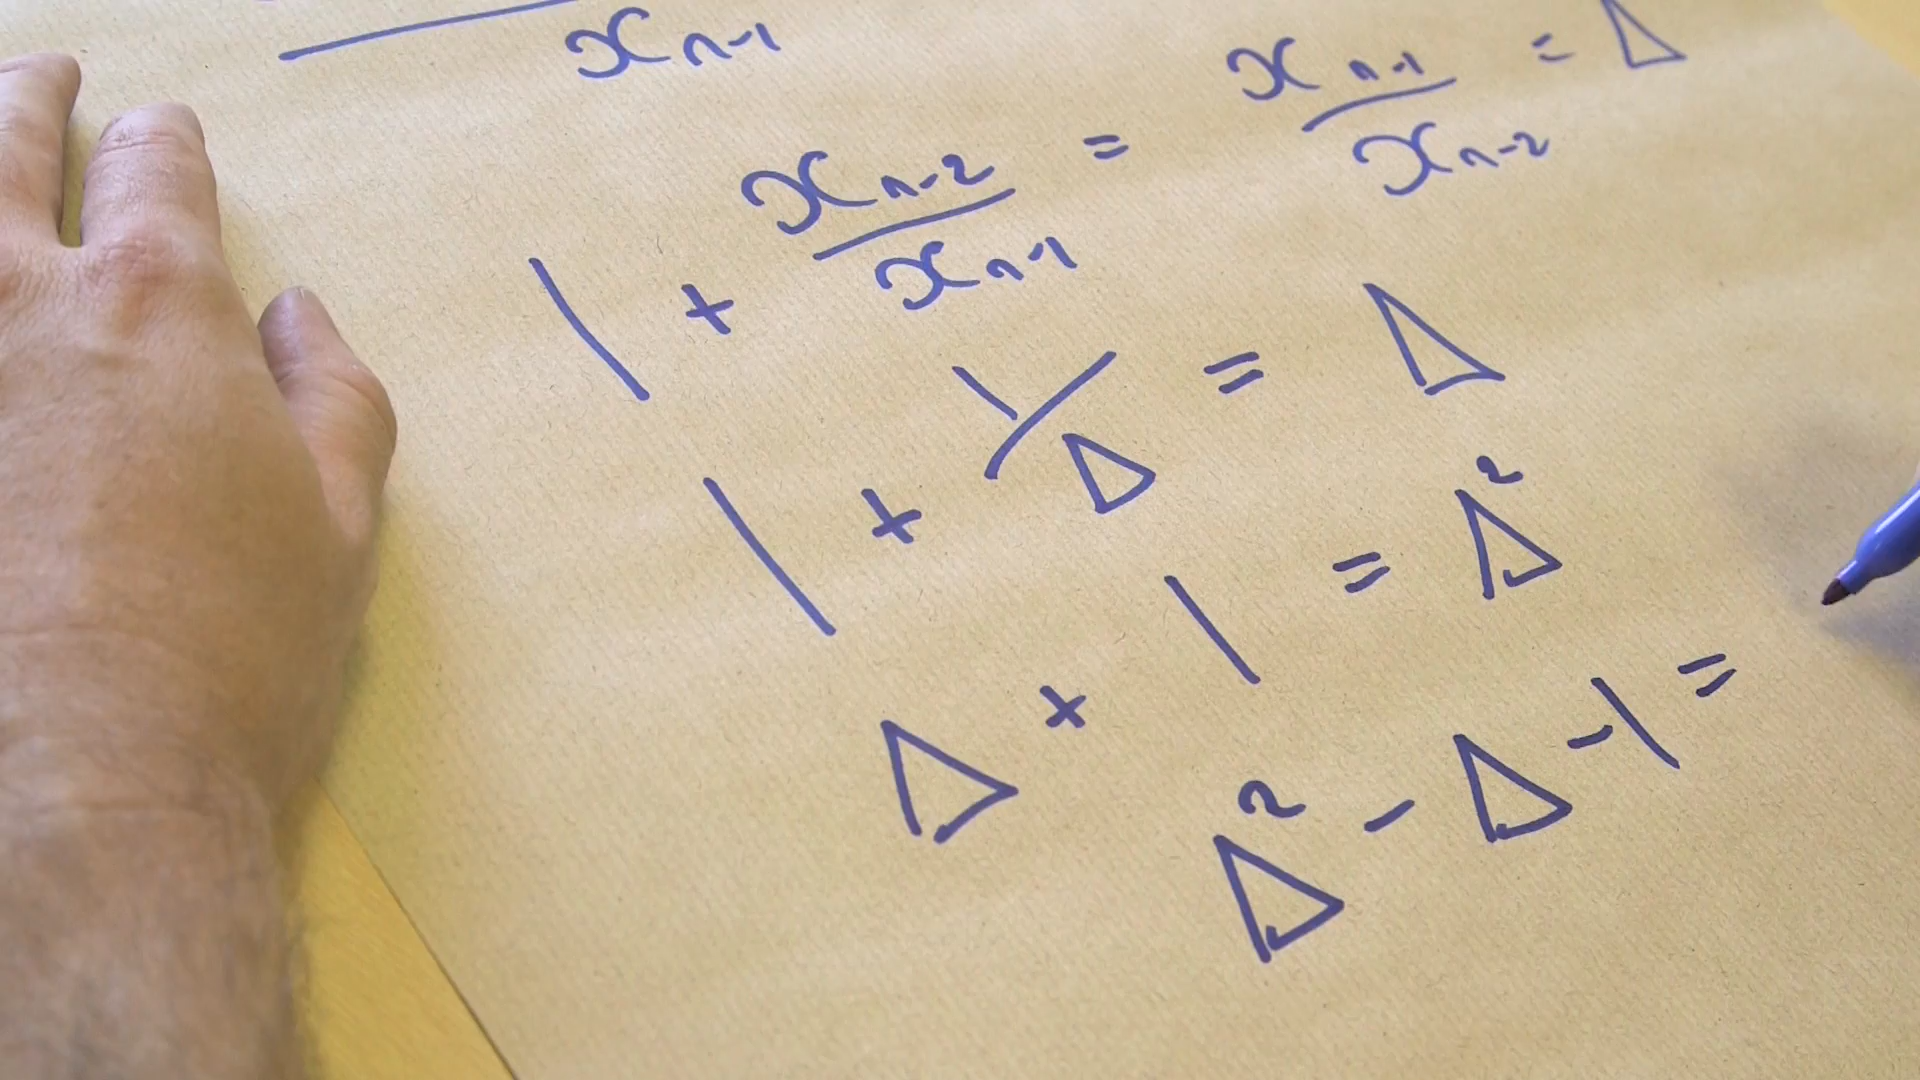 x_{n-1}
1 + x_{n-2}/x_{n-1} = x_{n-1}/x_{n-2} = Δ
1 + 1/Δ = Δ
Δ + 1 = Δ²
Δ² - Δ - 1 =